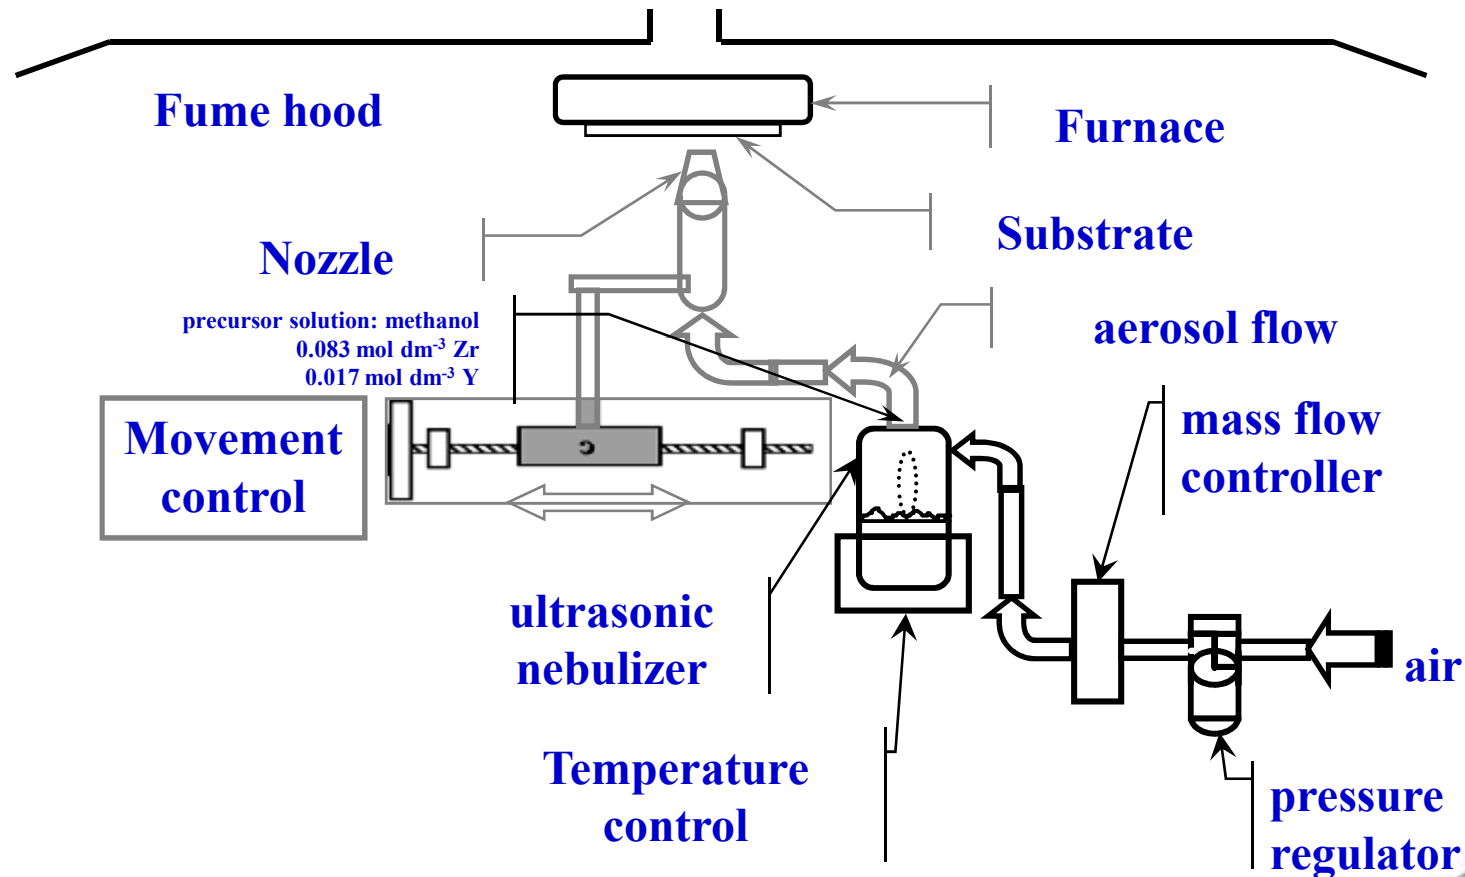 Fume hood
Furnace
Substrate
Nozzle
precursor solution: methanol
0.083 mol dm⁻³ Zr
0.017 mol dm⁻³ Y
aerosol flow
Movement
control
mass flow
controller
ultrasonic
nebulizer
air
Temperature
control
pressure
regulator